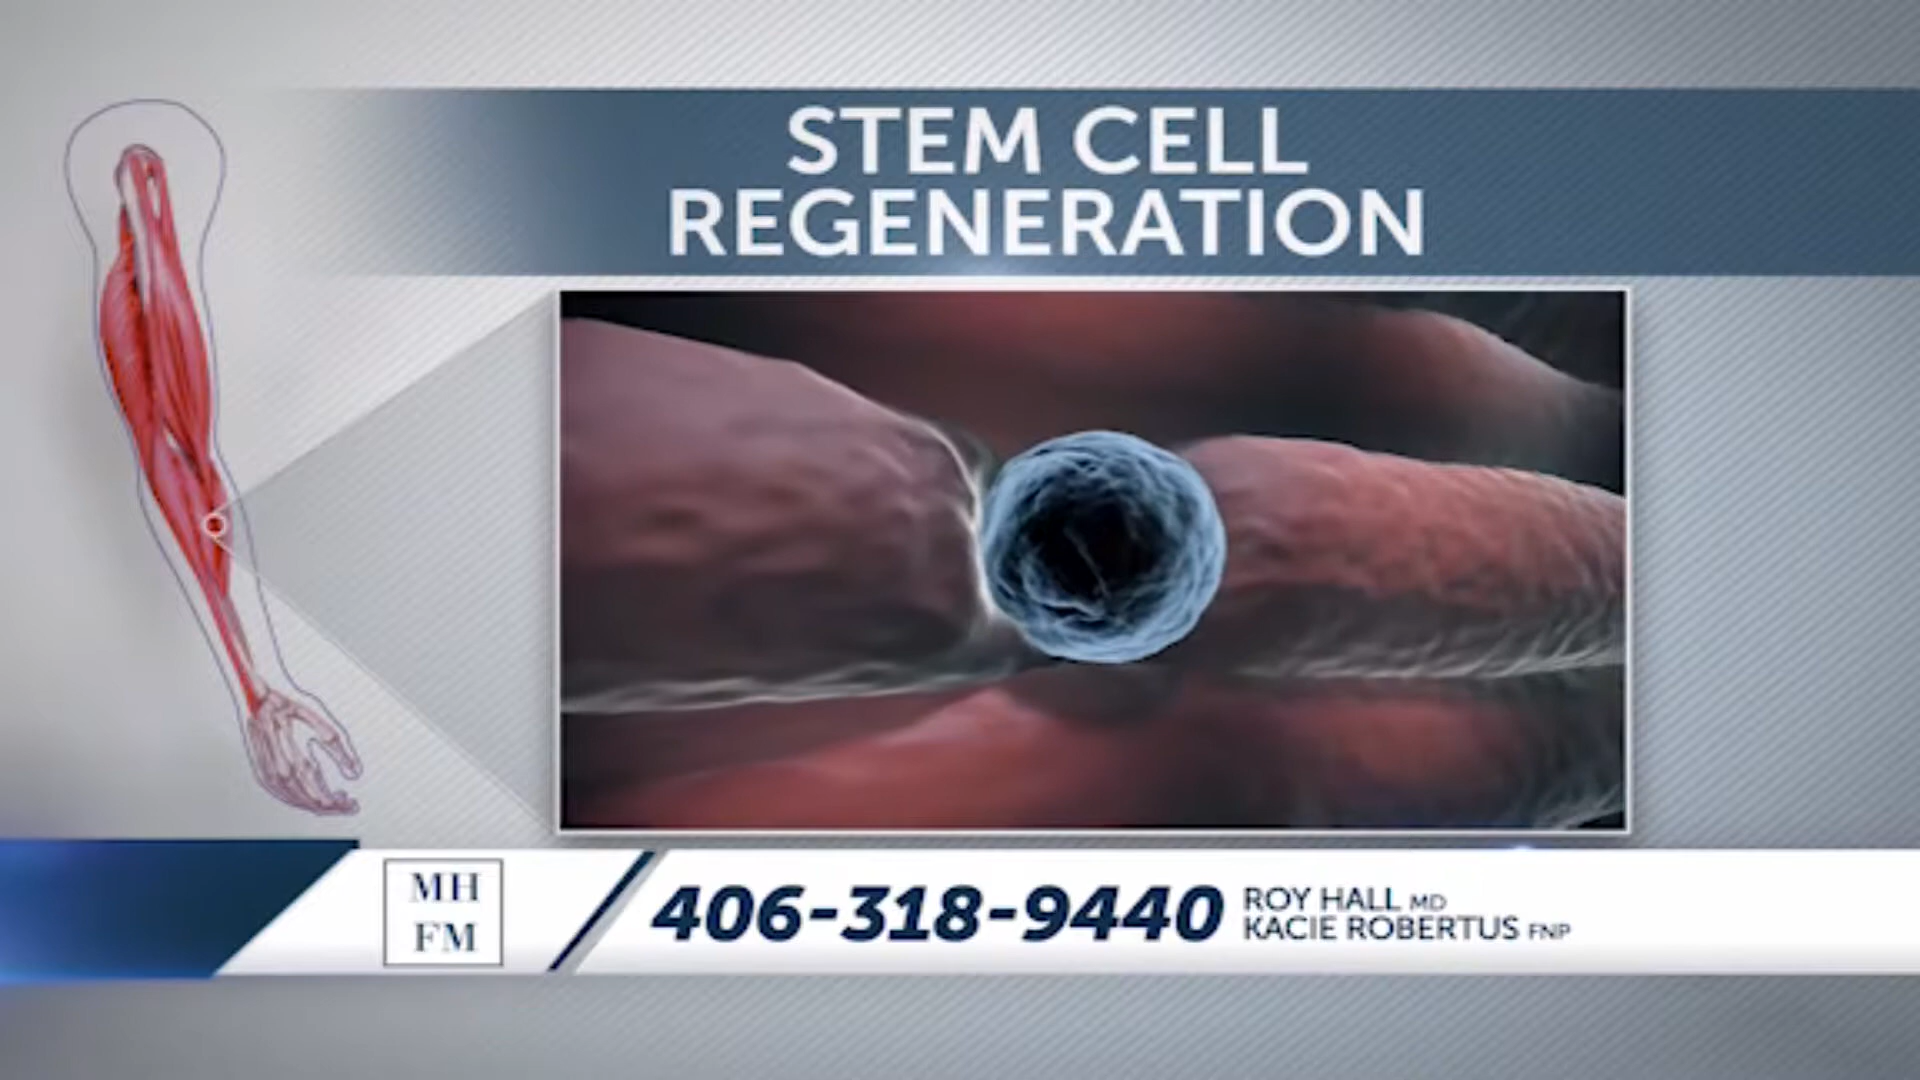 STEM CELL
REGENERATION
MH
FM
406-318-9440
ROY HALL MD
KACIE ROBERTUS FNP